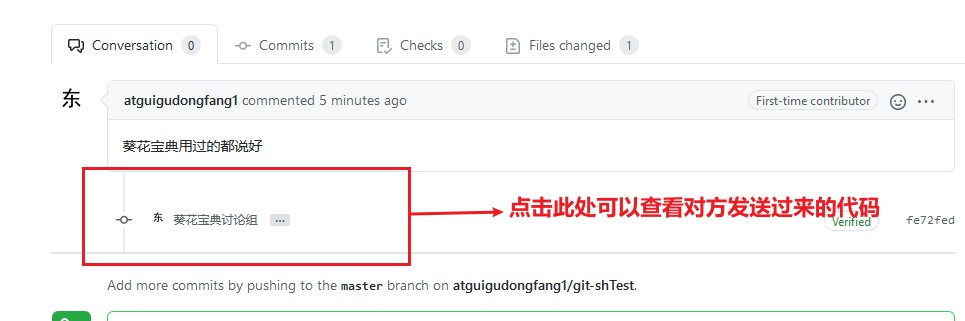 Conversation 0 Commits 1 Checks 0 Files changed 1
东
atguigudongfang1 commented 5 minutes ago First-time contributor ...
葵花宝典用过的都说好
点击此处可以查看对方发送过来的代码
东 葵花宝典讨论组 ... Verified fe72fed
Add more commits by pushing to the master branch on atguigudongfang1/git-shTest.